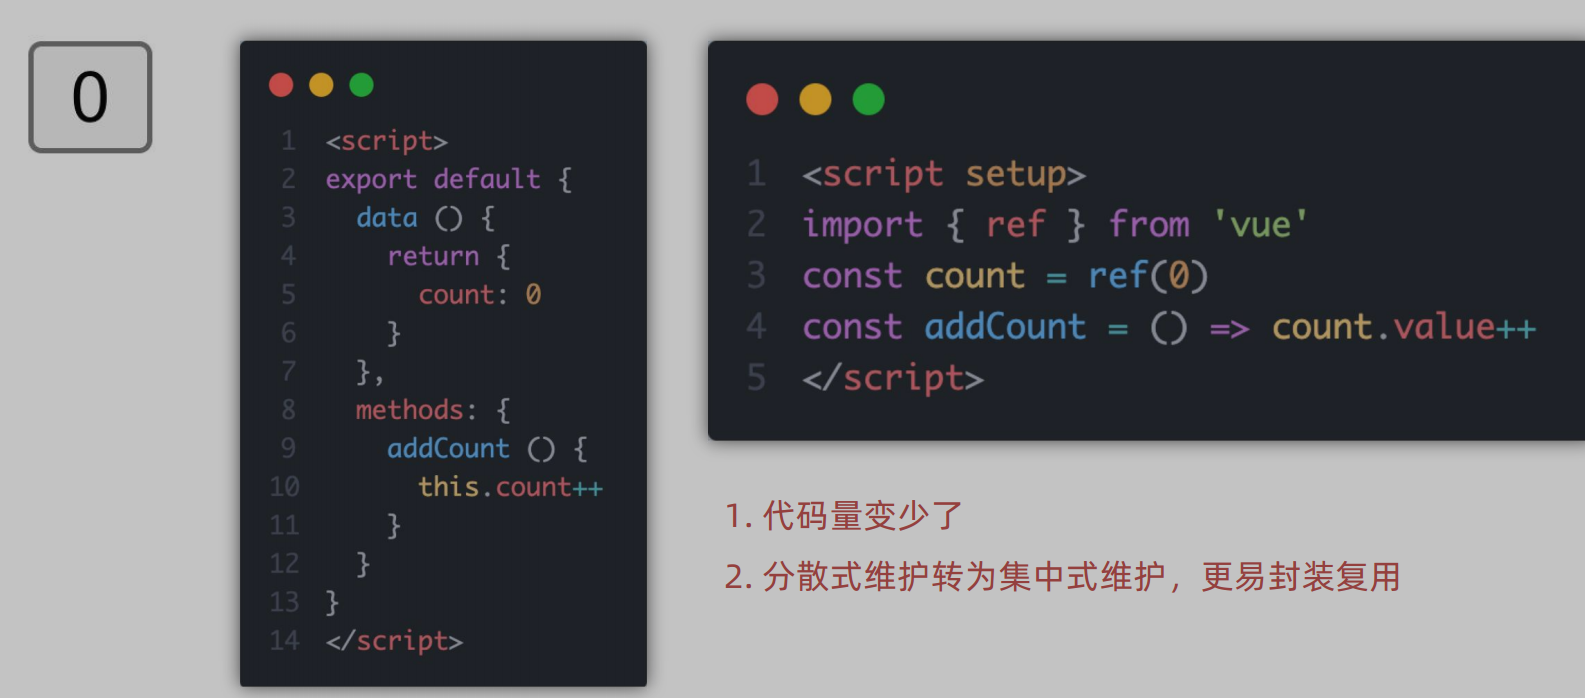 0
1 <script>
2 export default {
3   data () {
4     return {
5       count: 0
6     }
7   },
8   methods: {
9     addCount () {
10       this.count++
11     }
12   }
13 }
14 </script>
1 <script setup>
2 import { ref } from 'vue'
3 const count = ref(0)
4 const addCount = () => count.value++
5 </script>
1. 代码量变少了
2. 分散式维护转为集中式维护，更易封装复用